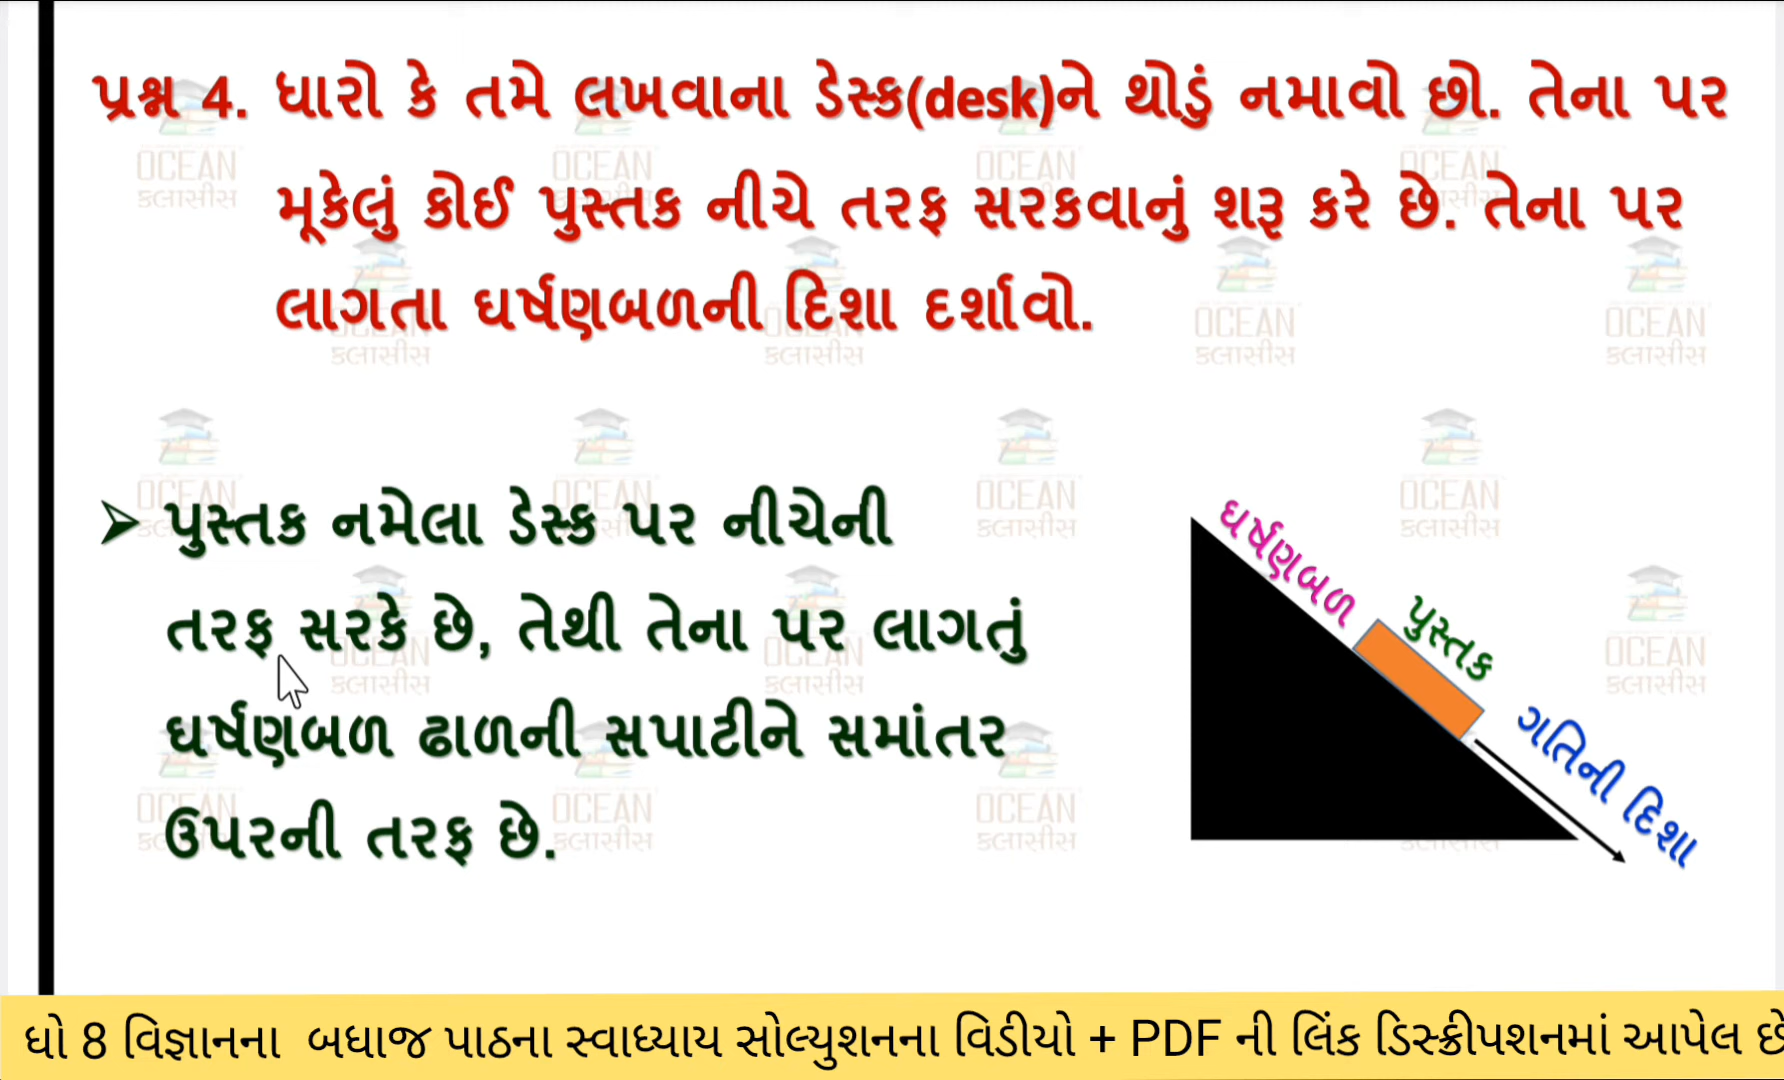 પ્રશ્ન 4. ધારો કે તમે લખવાના ડેસ્ક(desk)ને થોડું નમાવો છો. તેના પર
મૂકેલું કોઈ પુસ્તક નીચે તરફ સરકવાનું શરૂ કરે છે. તેના પર
લાગતા ઘર્ષણબળની દિશા દર્શાવો.
➤ પુસ્તક નમેલા ડેસ્ક પર નીચેની
તરફ સરકે છે, તેથી તેના પર લાગતું
ઘર્ષણબળ ઢાળની સપાટીને સમાંતર
ઉપરની તરફ છે.
ઘર્ષણબળ
પુસ્તક
ગતિની દિશા
OCEAN
ક્લાસીસ
ધો 8 વિજ્ઞાનના બધાજ પાઠના સ્વાધ્યાય સોલ્યુશનના વિડીયો + PDF ની લિંક ડિસ્ક્રીપશનમાં આપેલ છે